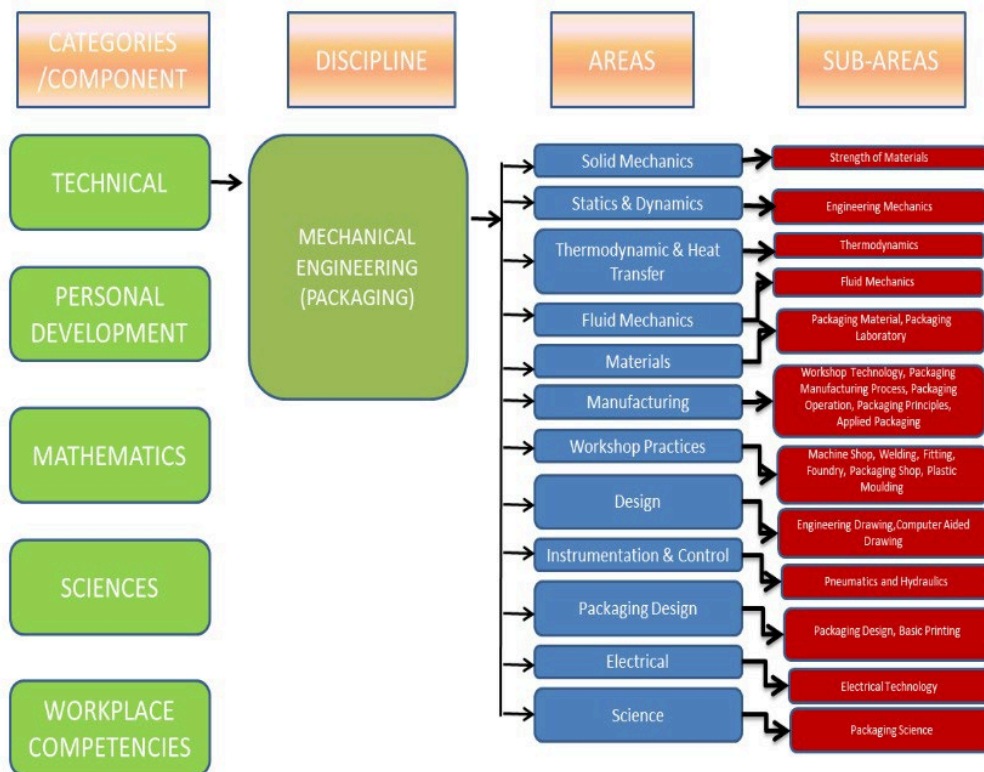 CATEGORIES
/COMPONENT
DISCIPLINE
AREAS
SUB-AREAS
TECHNICAL
PERSONAL
DEVELOPMENT
MATHEMATICS
SCIENCES
WORKPLACE
COMPETENCIES
MECHANICAL
ENGINEERING
(PACKAGING)
Solid Mechanics
Statics & Dynamics
Thermodynamic & Heat
Transfer
Fluid Mechanics
Materials
Manufacturing
Workshop Practices
Design
Instrumentation & Control
Packaging Design
Electrical
Science
Strength of Materials
Engineering Mechanics
Thermodynamics
Fluid Mechanics
Packaging Material, Packaging
Laboratory
Workshop Technology, Packaging
Manufacturing Process, Packaging
Operation, Packaging Principles,
Applied Packaging
Machine Shop, Welding, Fitting,
Foundry, Packaging Shop, Plastic
Moulding
Engineering Drawing,Computer Aided
Drawing
Pneumatics and Hydraulics
Packaging Design, Basic Printing
Electrical Technology
Packaging Science